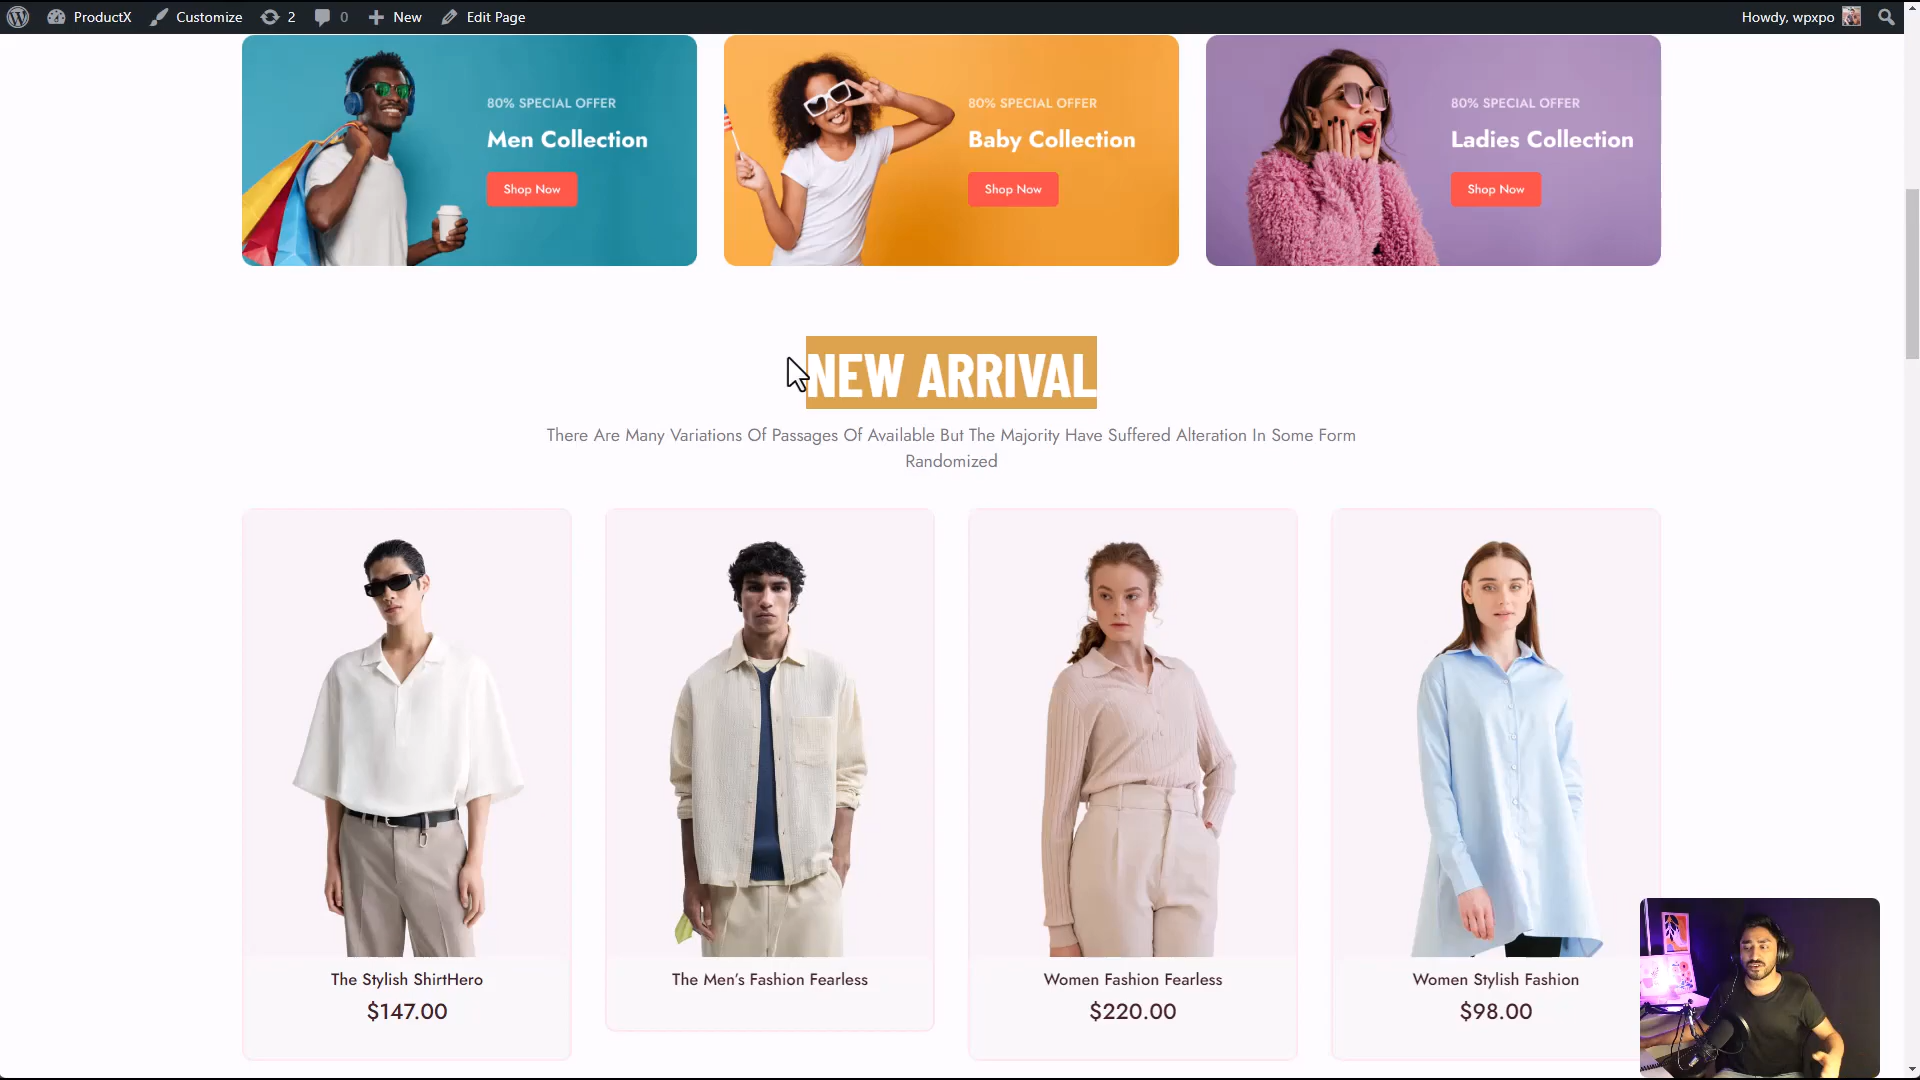 ProductX Customize 2 0 New Edit Page Howdy, wpxpo
80% SPECIAL OFFER
Men Collection
Shop Now
80% SPECIAL OFFER
Baby Collection
Shop Now
80% SPECIAL OFFER
Ladies Collection
Shop Now
NEW ARRIVAL
There Are Many Variations Of Passages Of Available But The Majority Have Suffered Alteration In Some Form
Randomized
The Stylish ShirtHero
$147.00
The Men’s Fashion Fearless
Women Fashion Fearless
$220.00
Women Stylish Fashion
$98.00